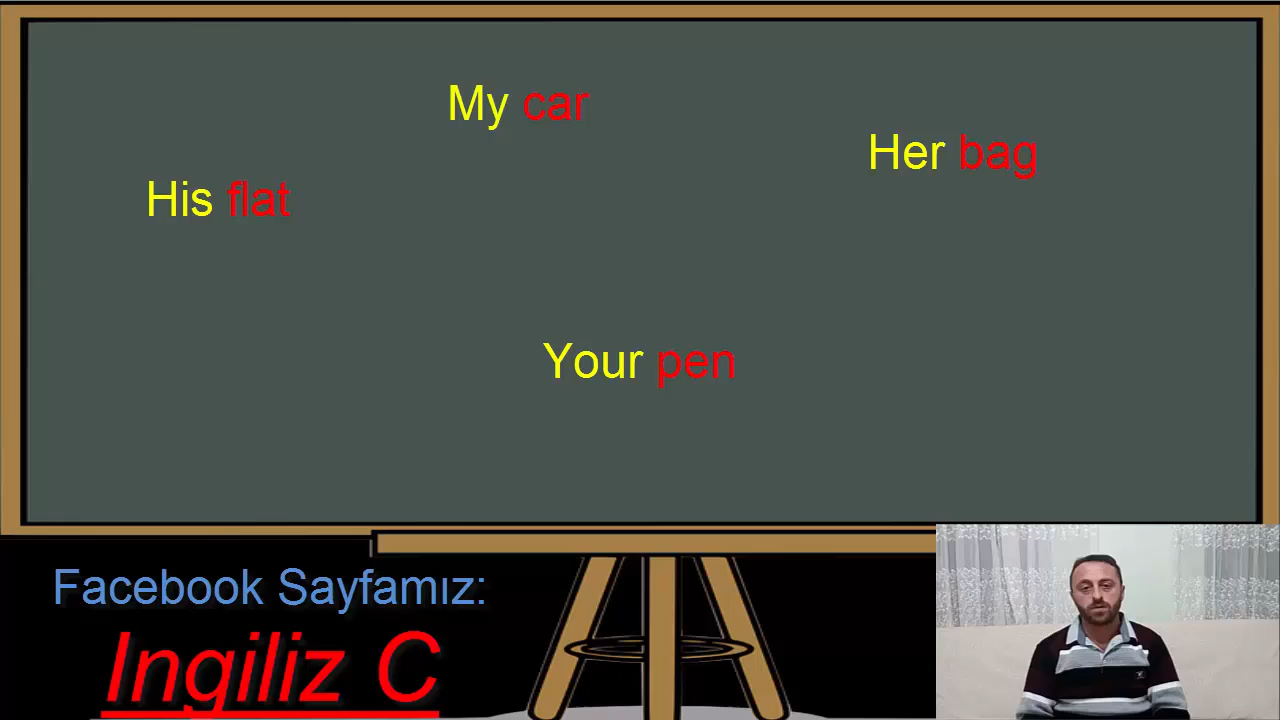 My car
Her bag
His flat
Your pen
Facebook Sayfamız:
Ingiliz C